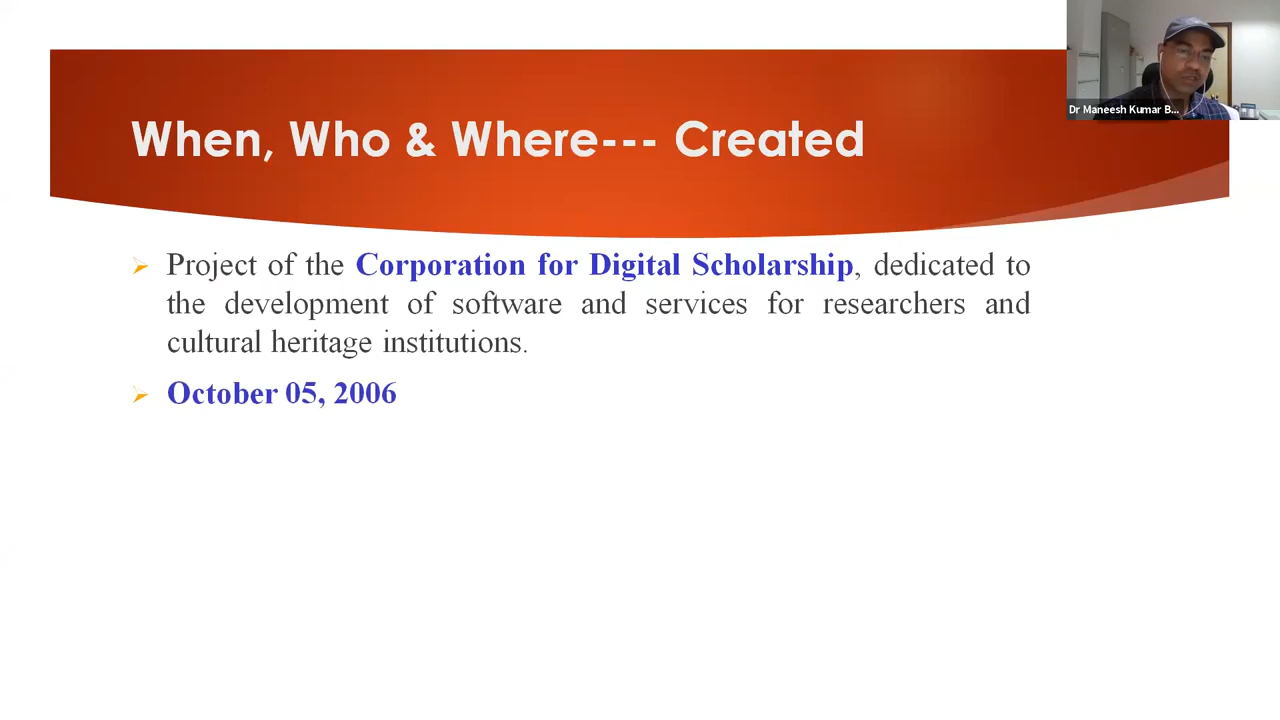 Dr Maneesh Kumar B...
When, Who & Where--- Created
Project of the Corporation for Digital Scholarship, dedicated to
the development of software and services for researchers and
cultural heritage institutions.
October 05, 2006